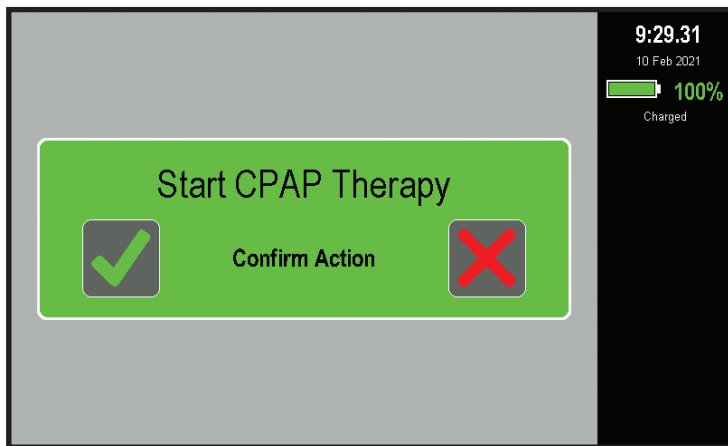 9:29.31
10 Feb 2021
100%
Charged
Start CPAP Therapy
Confirm Action